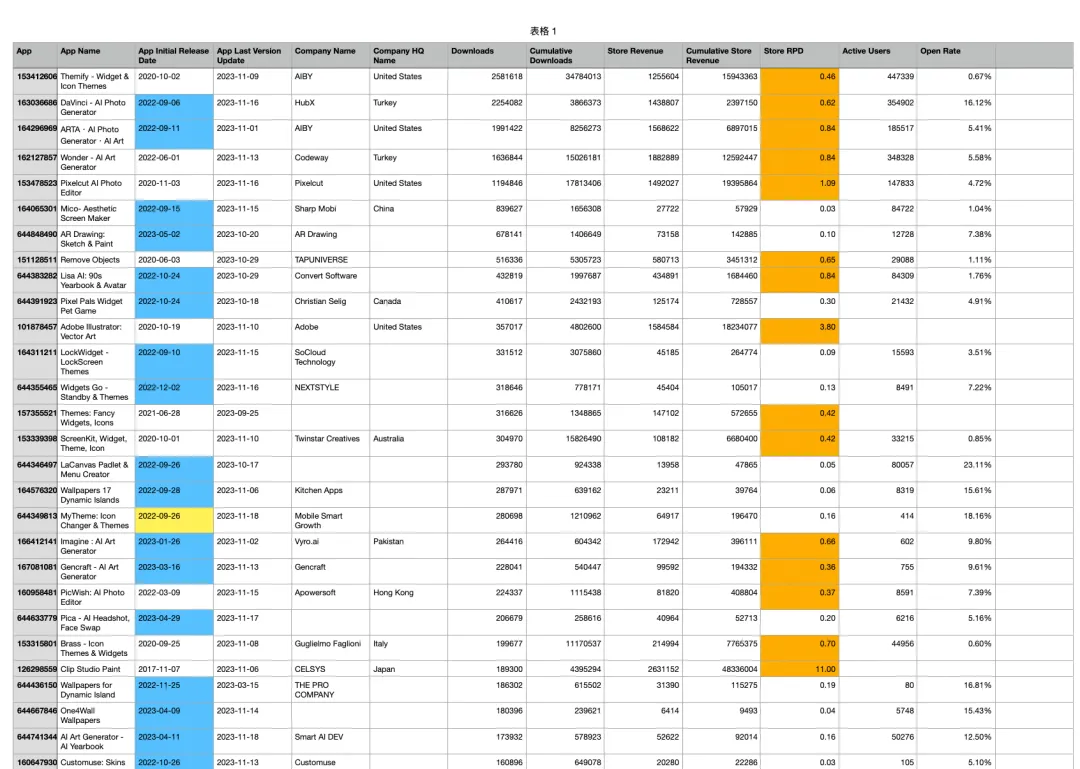 表格 1
App App Name App Initial Release Date App Last Version Update Company Name Company HQ Name Downloads Cumulative Downloads Store Revenue Cumulative Store Revenue Store RPD Active Users Open Rate
153412606 Themify - Widget & Icon Themes 2020-10-02 2023-11-09 AIBY United States 2581618 34784013 1255604 15943363 0.46 447339 0.67%
163036686 DaVinci - AI Photo Generator 2022-09-06 2023-11-16 HubX Turkey 2254082 3866373 1438807 2397150 0.62 354902 16.12%
164296969 ARTA · AI Photo Generator · AI Art 2022-09-11 2023-11-01 AIBY United States 1991422 8256273 1568622 6897015 0.84 185517 5.41%
162127857 Wonder - AI Art Generator 2022-06-01 2023-11-13 Codeway Turkey 1636844 15026181 1882889 12592447 0.84 348328 5.58%
153478523 Pixelcut AI Photo Editor 2020-11-03 2023-11-16 Pixelcut United States 1194846 17813406 1492027 19395864 1.09 147833 4.72%
164065301 Mico- Aesthetic Screen Maker 2022-09-15 2023-11-15 Sharp Mobi China 839627 1656308 27722 57929 0.03 84722 1.04%
644848490 AR Drawing: Sketch & Paint 2023-05-02 2023-10-20 AR Drawing 678141 1406649 73158 142885 0.10 12728 7.38%
151128511 Remove Objects 2020-06-03 2023-10-29 TAPUNIVERSE 516336 5305723 580713 3451312 0.65 29088 1.11%
644383282 Lisa AI: 90s Yearbook & Avatar 2022-10-24 2023-10-29 Convert Software 432819 1997687 434891 1684460 0.84 84309 1.76%
644391923 Pixel Pals Widget Pet Game 2022-10-24 2023-10-18 Christian Selig Canada 410617 2432193 125174 728557 0.30 21432 4.91%
101878457 Adobe Illustrator: Vector Art 2020-10-19 2023-11-10 Adobe United States 357017 4802600 1584584 18234077 3.80
164311211 LockWidget - LockScreen Themes 2022-09-10 2023-11-15 SoCloud Technology 331512 3075860 45185 264774 0.09 15593 3.51%
644355465 Widgets Go - Standby & Themes 2022-12-02 2023-11-16 NEXTSTYLE 318646 778171 45404 105017 0.13 8491 7.22%
157355521 Themes: Fancy Widgets, Icons 2021-06-28 2023-09-25 316626 1348865 147102 572655 0.42
153339398 ScreenKit, Widget, Theme, Icon 2020-10-01 2023-11-10 Twinstar Creatives Australia 304970 15826490 108182 6680400 0.42 33215 0.85%
644346497 LaCanvas Padlet & Menu Creator 2022-09-26 2023-10-17 293780 924338 13958 47865 0.05 80057 23.11%
164576320 Wallpapers 17 Dynamic Islands 2022-09-28 2023-11-06 Kitchen Apps 287971 639162 23211 39764 0.06 8319 15.61%
644349813 MyTheme: Icon Changer & Themes 2022-09-26 2023-11-18 Mobile Smart Growth 280698 1210962 64917 196470 0.16 414 18.16%
166412141 Imagine : AI Art Generator 2023-01-26 2023-11-02 Vyro.ai Pakistan 264416 604342 172942 396111 0.66 602 9.80%
167081081 Gencraft - AI Art Generator 2023-03-16 2023-11-13 Gencraft 228041 540447 99592 194332 0.36 755 9.61%
160958481 PicWish: AI Photo Editor 2022-03-09 2023-11-15 Apowersoft Hong Kong 224337 1115438 81820 408804 0.37 8591 7.39%
644633779 Pica - AI Headshot, Face Swap 2023-04-29 2023-11-17 206679 258616 40964 52713 0.20 6216 5.16%
153315801 Brass - Icon Themes & Widgets 2020-09-25 2023-11-08 Guglielmo Faglioni Italy 199677 11170537 214994 7765375 0.70 44956 0.60%
126298559 Clip Studio Paint 2017-11-07 2023-11-06 CELSYS Japan 189300 4395294 2631152 48336004 11.00
644436150 Wallpapers for Dynamic Island 2022-11-25 2023-03-15 THE PRO COMPANY 186302 615502 31390 115275 0.19 80 16.81%
644667846 One4Wall Wallpapers 2023-04-09 2023-11-14 180396 239621 6414 9493 0.04 5748 15.43%
644741344 AI Art Generator - AI Yearbook 2023-04-11 2023-11-18 Smart AI DEV 173932 578923 52622 92014 0.16 50276 12.50%
160647930 Customuse: Skins 2022-10-26 2023-11-13 Customuse 160896 649078 20280 22286 0.03 105 5.10%